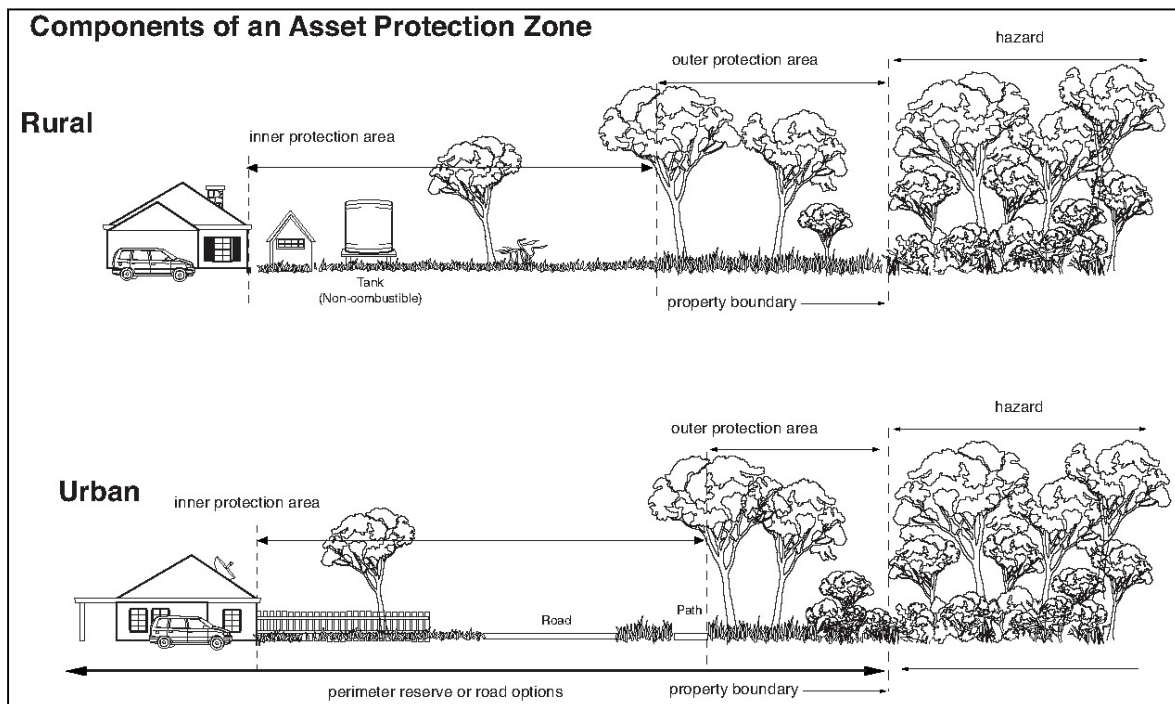 Components of an Asset Protection Zone
hazard
outer protection area
Rural
inner protection area
Tank
(Non-combustible)
property boundary
hazard
outer protection area
Urban
inner protection area
Path
Road
perimeter reserve or road options
property boundary